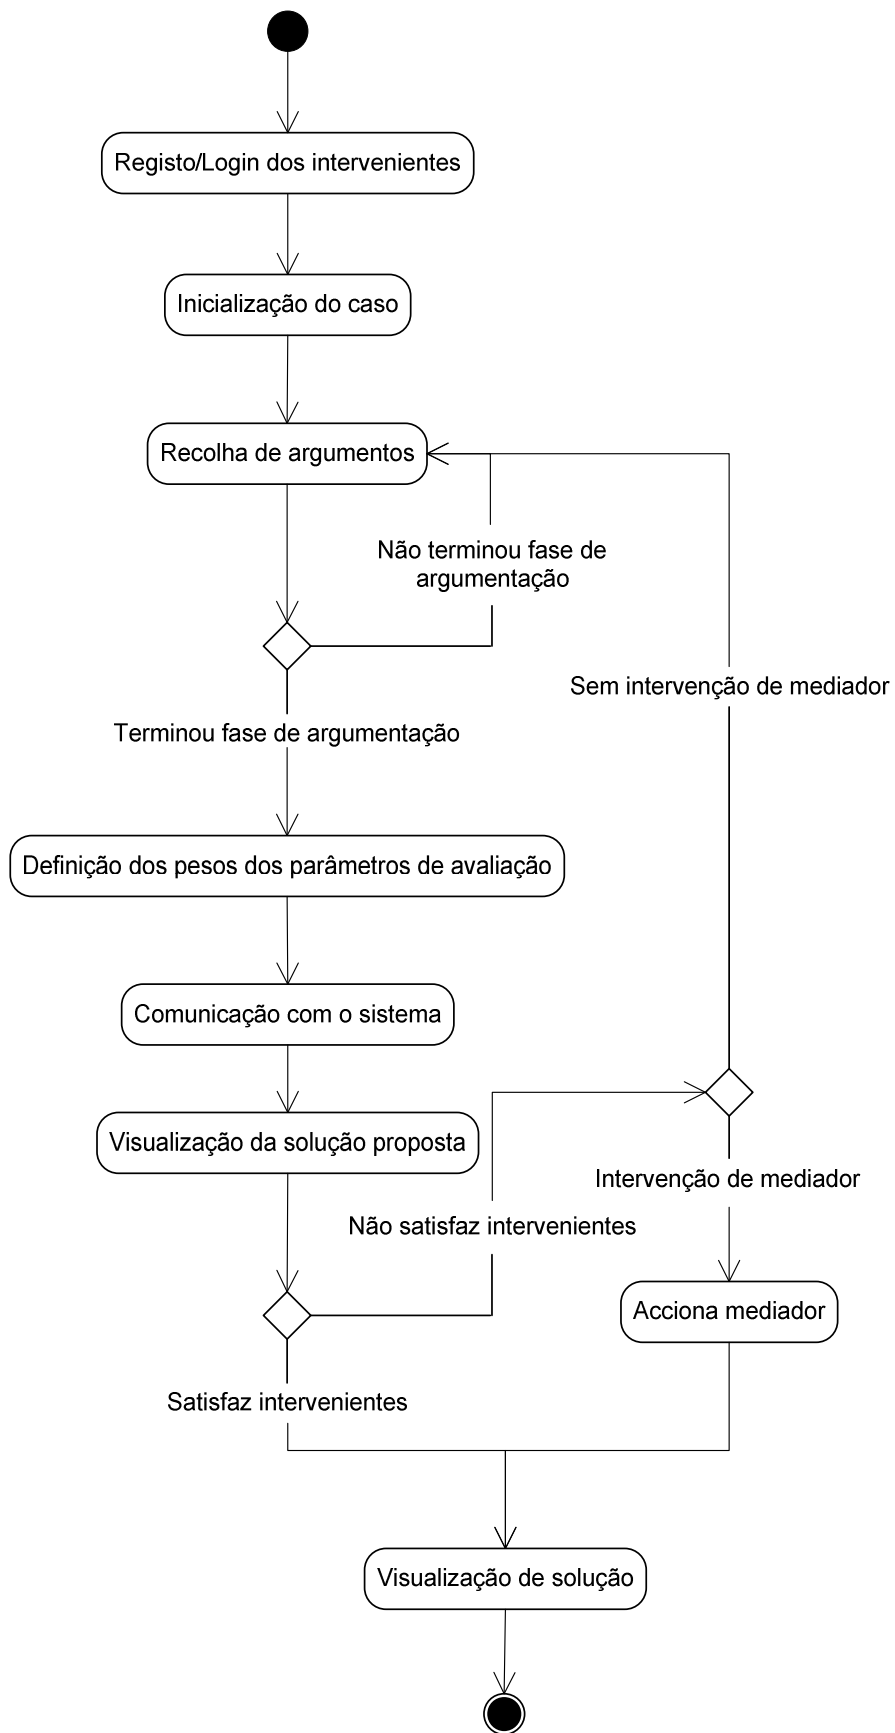 Registo/Login dos intervenientes
Inicialização do caso
Recolha de argumentos
Não terminou fase de
argumentação
Sem intervenção de mediador
Terminou fase de argumentação
Definição dos pesos dos parâmetros de avaliação
Comunicação com o sistema
Visualização da solução proposta
Intervenção de mediador
Não satisfaz intervenientes
Acciona mediador
Satisfaz intervenientes
Visualização de solução